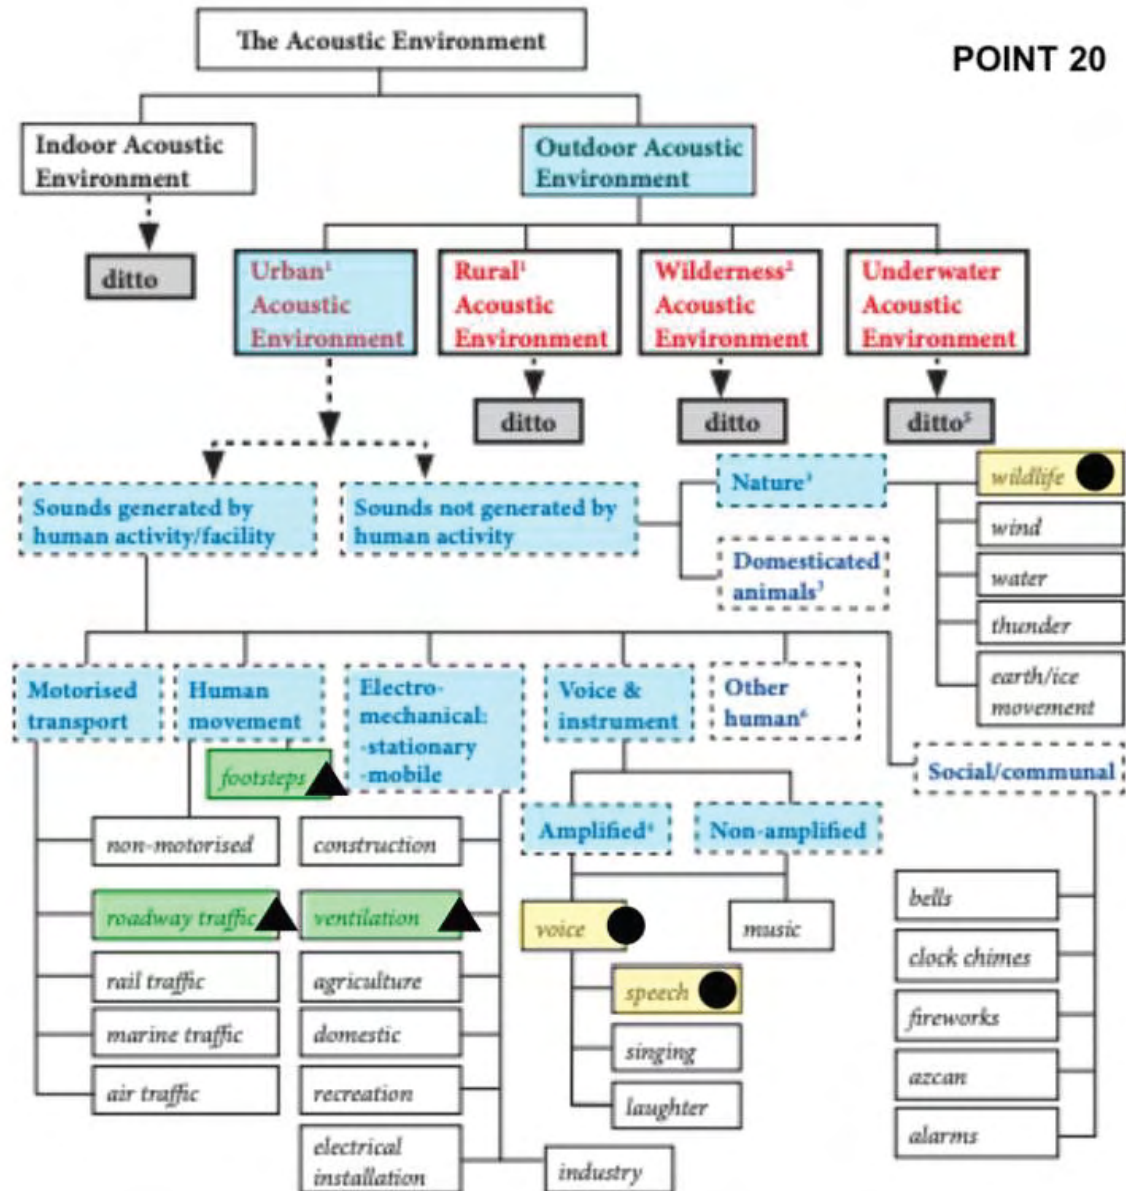 The Acoustic Environment
POINT 20
Indoor Acoustic
Environment
Outdoor Acoustic
Environment
ditto
Urban¹
Acoustic
Environment
Rural¹
Acoustic
Environment
Wilderness²
Acoustic
Environment
Underwater
Acoustic
Environment
ditto
ditto
ditto⁵
Sounds generated by
human activity/facility
Sounds not generated by
human activity
Nature³
Domesticated
animals³
wildlife
wind
water
thunder
earth/ice
movement
Motorised
transport
Human
movement
Electro-
mechanical:
-stationary
-mobile
Voice &
instrument
Other
human⁶
Social/communal
footsteps
non-motorised
roadway traffic
rail traffic
marine traffic
air traffic
construction
ventilation
agriculture
domestic
recreation
electrical
installation
industry
Amplified⁴
Non-amplified
voice
music
speech
singing
laughter
bells
clock chimes
fireworks
azcan
alarms